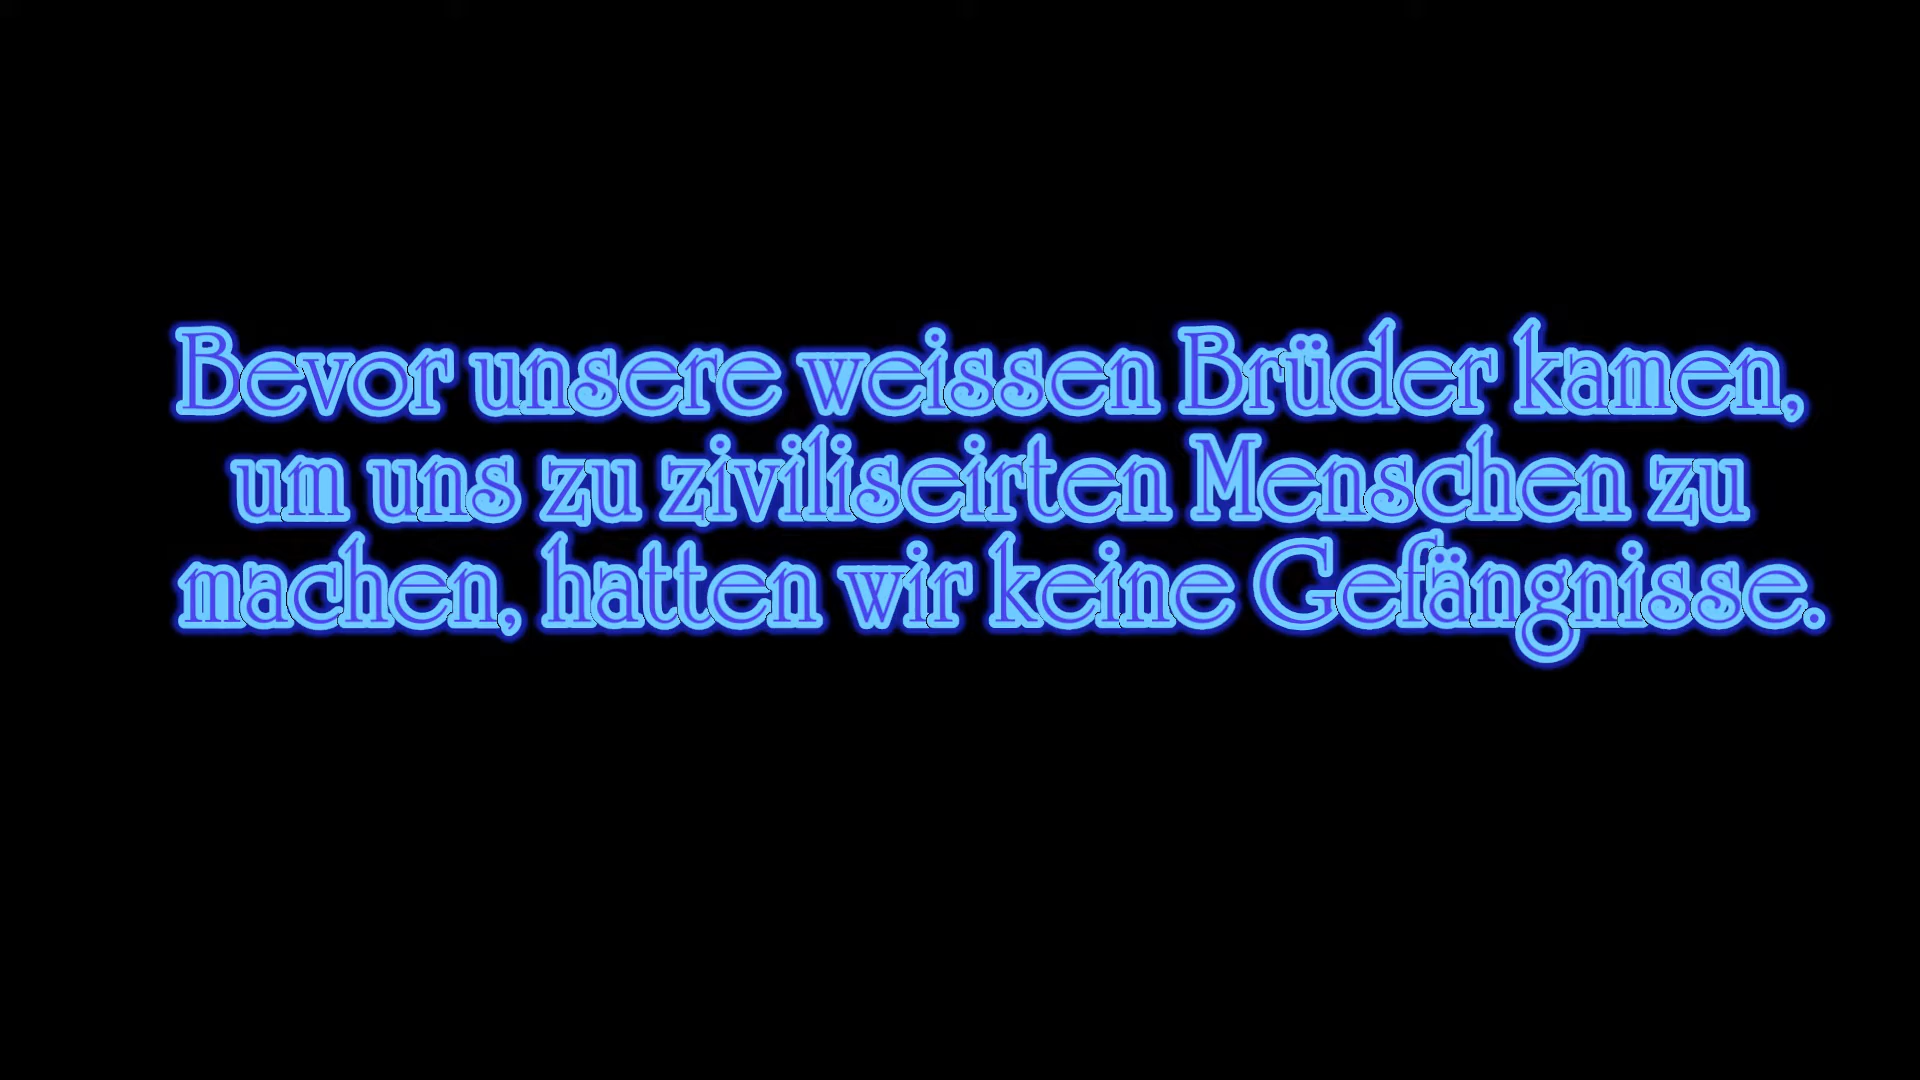 Bevor unsere weissen Brüder kamen,
um uns zu ziviliseirten Menschen zu
machen, hatten wir keine Gefängnisse.